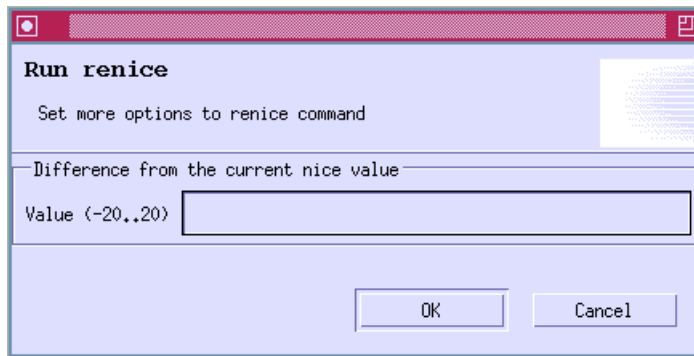 Run renice
Set more options to renice command
Difference from the current nice value
Value (-20..20)
OK Cancel